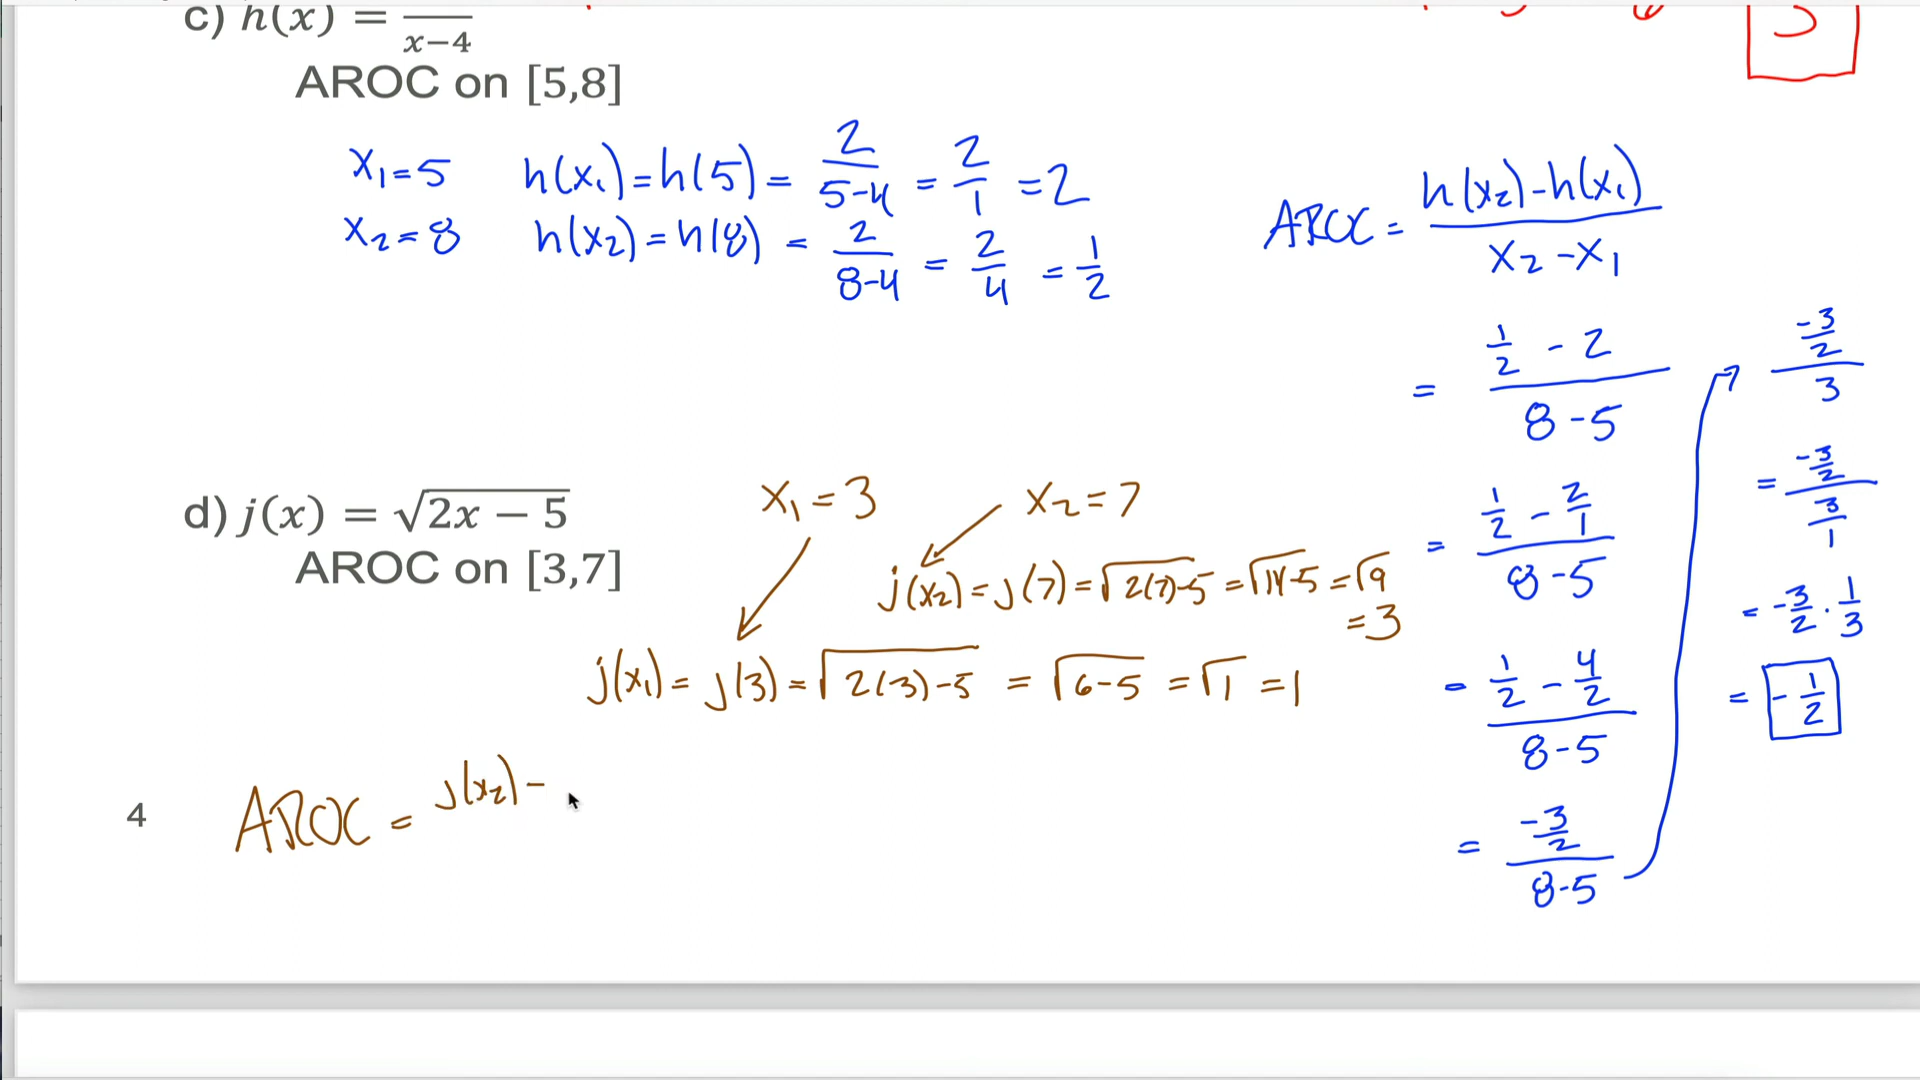 c) h(x) = ___/x−4
AROC on [5,8]
x₁=5 h(x₁)=h(5)= 2/5-4 = 2/1 =2
x₂=8 h(x₂)=h(8) = 2/8-4 = 2/4 = 1/2
AROC = h(x₂)-h(x₁)/x₂-x₁
= 1/2 - 2/8-5
= 1/2 - 2/1/8-5
= 1/2 - 4/2/8-5
= -3/2/8-5
-3/2/3
= -3/2/3/1
= -3/2 · 1/3
= -1/2
d) j(x) = √2x − 5
AROC on [3,7]
x₁=3 x₂=7
j(x₂)=j(7)=√2(7)-5 =√14-5 =√9
=3
j(x₁)= j(3)=√2(3)-5 = √6-5 =√1 =1
AROC = j(x₂) -
4